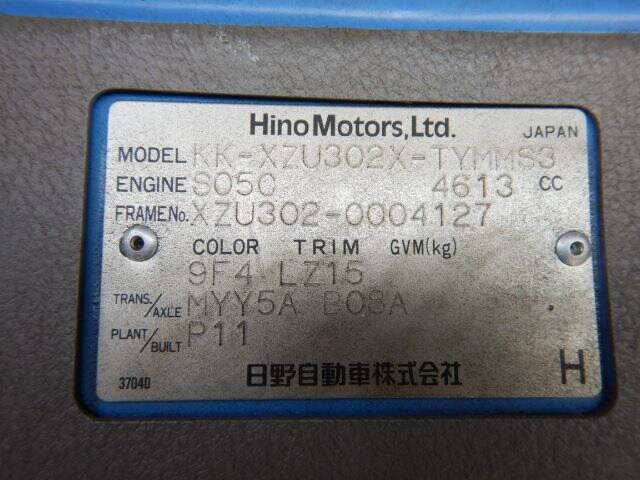 Hino Motors, Ltd. JAPAN
MODEL KK-XZU302X-TYMMS3
ENGINE S05C 4613 CC
FRAME No. XZU302-0004127
COLOR TRIM GVM(kg)
9F4 LZ15
TRANS./AXLE MYY5A B08A
PLANT/BUILT P11
37040 日野自動車株式会社 H